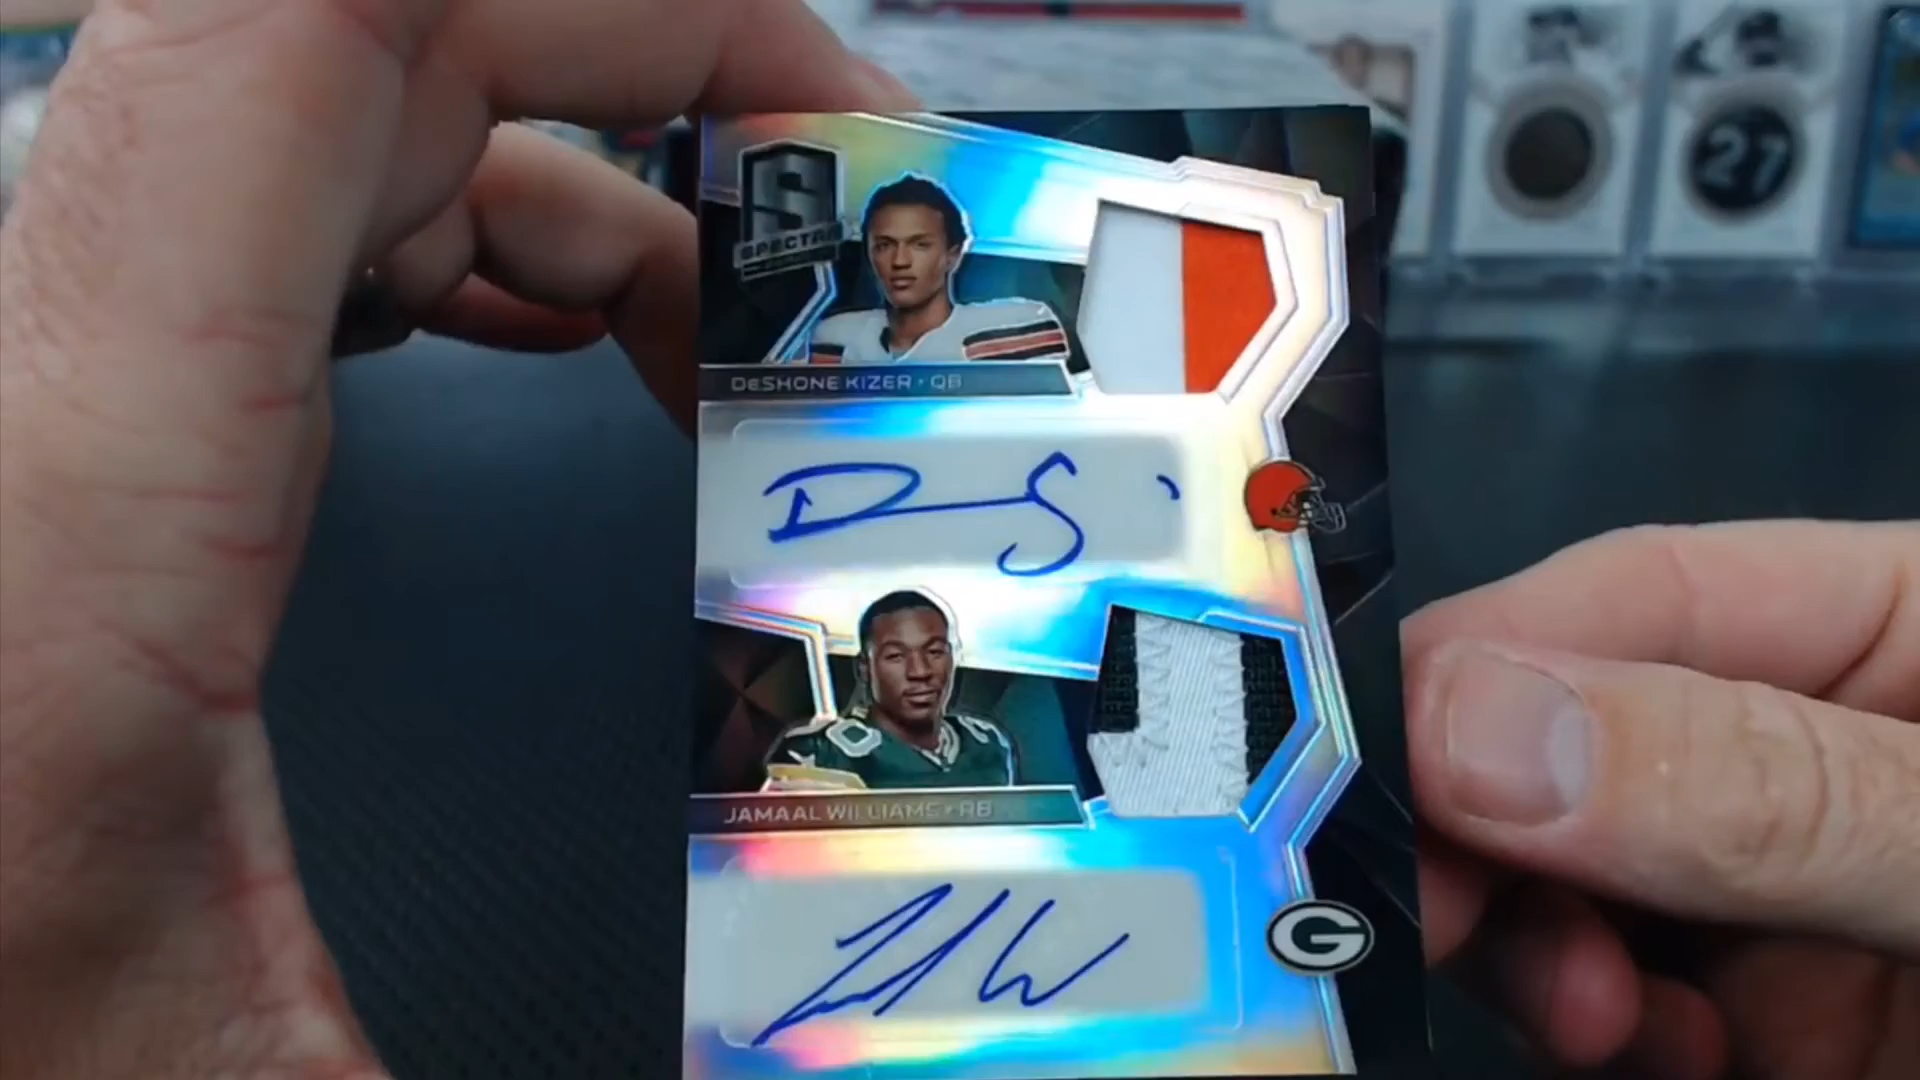 S
SPECTRA
27
DeSHONE KIZER • QB
JAMAAL WILLIAMS • RB
G